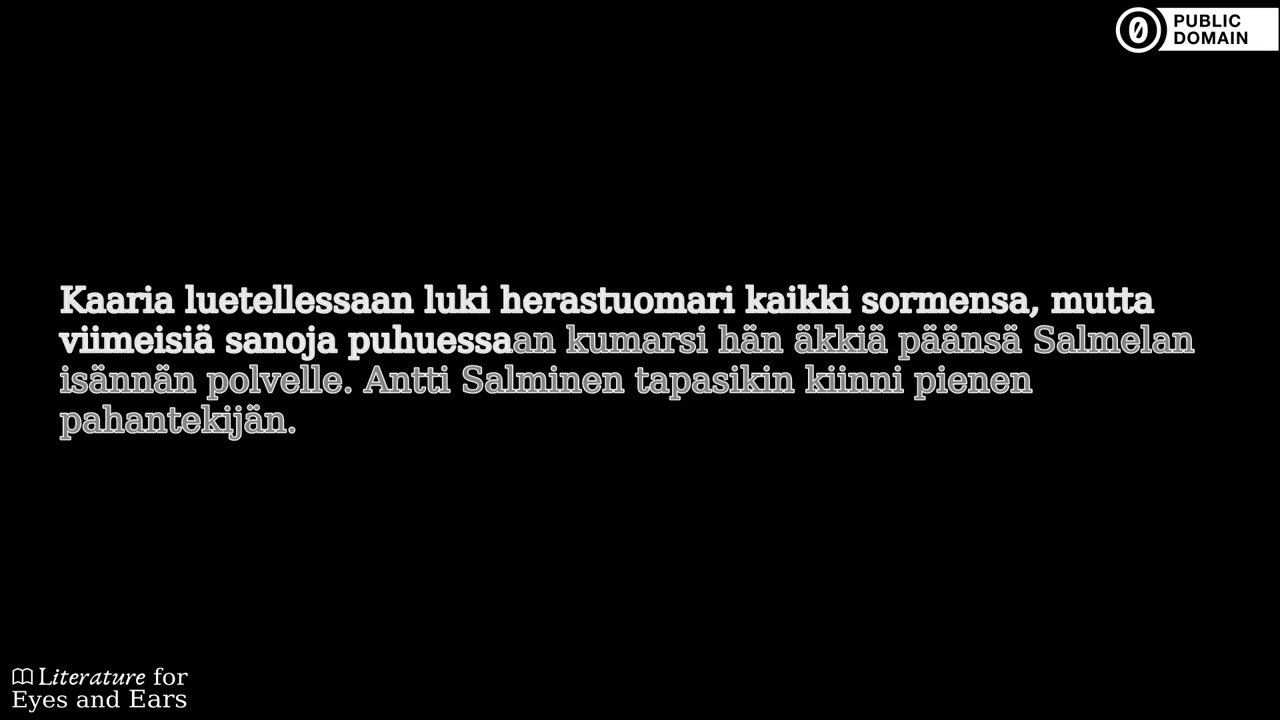 PUBLIC
DOMAIN
Kaaria luetellessaan luki herastuomari kaikki sormensa, mutta
viimeisiä sanoja puhuessaan kumarsi hän äkkiä päänsä Salmelan
isännän polvelle. Antti Salminen tapasikin kiinni pienen
pahantekijän.
Literature for
Eyes and Ears